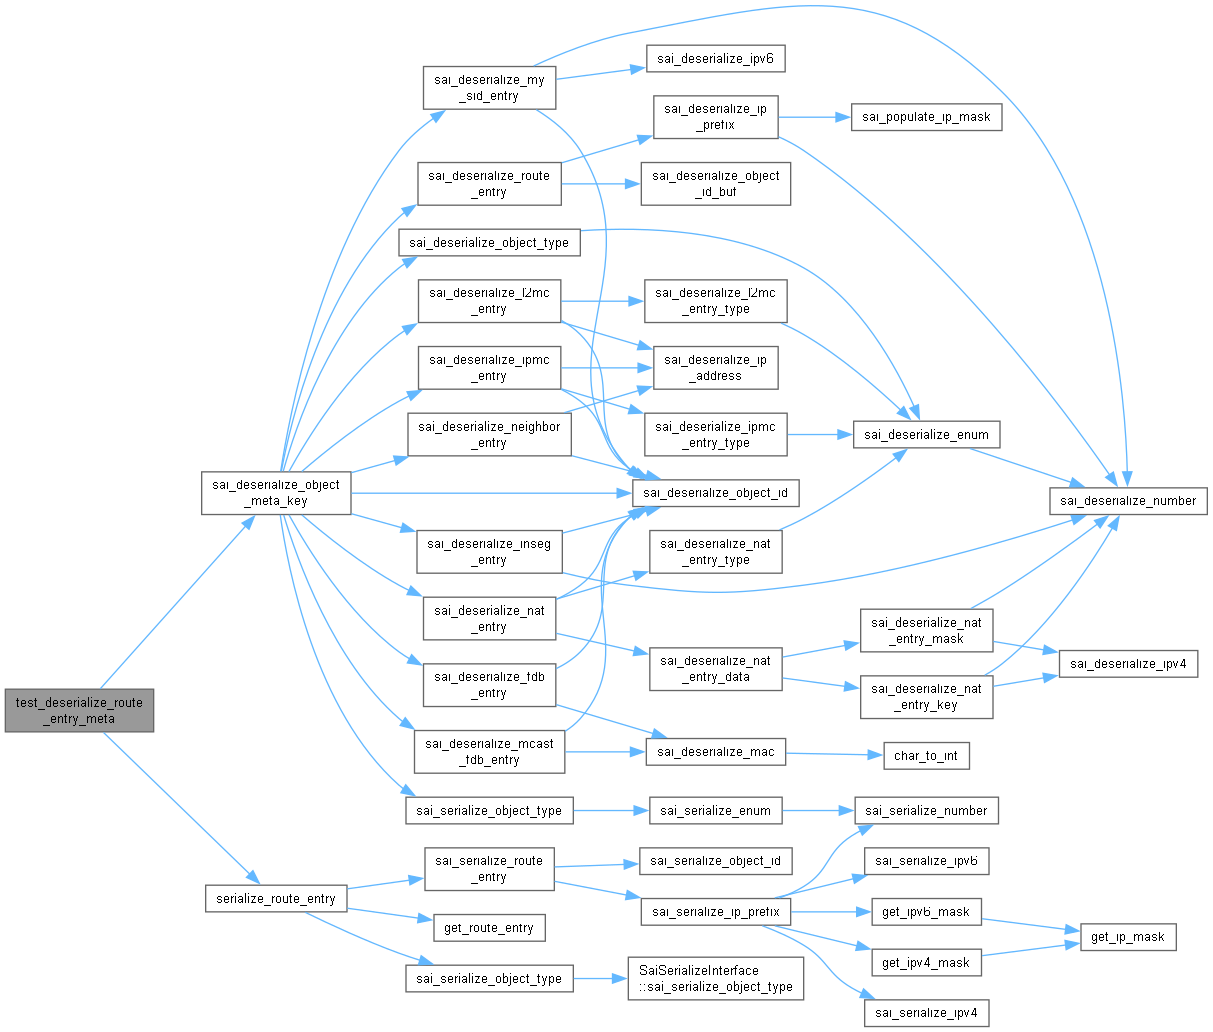 test_deserialize_route
_entry_meta
sai_deserialize_object
_meta_key
serialize_route_entry
sai_deserialize_my
_sid_entry
sai_deserialize_route
_entry
sai_deserialize_object_type
sai_deserialize_l2mc
_entry
sai_deserialize_ipmc
_entry
sai_deserialize_neighbor
_entry
sai_deserialize_inseg
_entry
sai_deserialize_nat
_entry
sai_deserialize_fdb
_entry
sai_deserialize_mcast
_fdb_entry
sai_serialize_object_type
sai_serialize_route
_entry
get_route_entry
sai_serialize_object_type
sai_deserialize_ipv6
sai_deserialize_ip
_prefix
sai_deserialize_object
_id_buf
sai_deserialize_l2mc
_entry_type
sai_deserialize_ip
_address
sai_deserialize_ipmc
_entry_type
sai_deserialize_object_id
sai_deserialize_nat
_entry_type
sai_deserialize_nat
_entry_data
sai_deserialize_mac
sai_serialize_enum
sai_serialize_object_id
sai_serialize_ip_prefix
SaiSerializeInterface
::sai_serialize_object_type
sai_populate_ip_mask
sai_deserialize_enum
sai_deserialize_nat
_entry_mask
sai_deserialize_nat
_entry_key
char_to_int
sai_serialize_number
sai_serialize_ipv6
get_ipv6_mask
get_ipv4_mask
sai_serialize_ipv4
sai_deserialize_number
sai_deserialize_ipv4
get_ip_mask